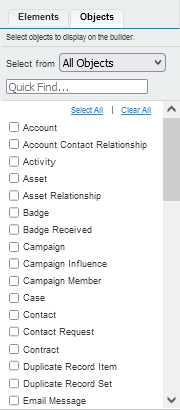 Elements Objects
Select objects to display on the builder.
Select from All Objects
Quick Find...
Select All | Clear All
Account
Account Contact Relationship
Activity
Asset
Asset Relationship
Badge
Badge Received
Campaign
Campaign Influence
Campaign Member
Case
Contact
Contact Request
Contract
Duplicate Record Item
Duplicate Record Set
Email Message